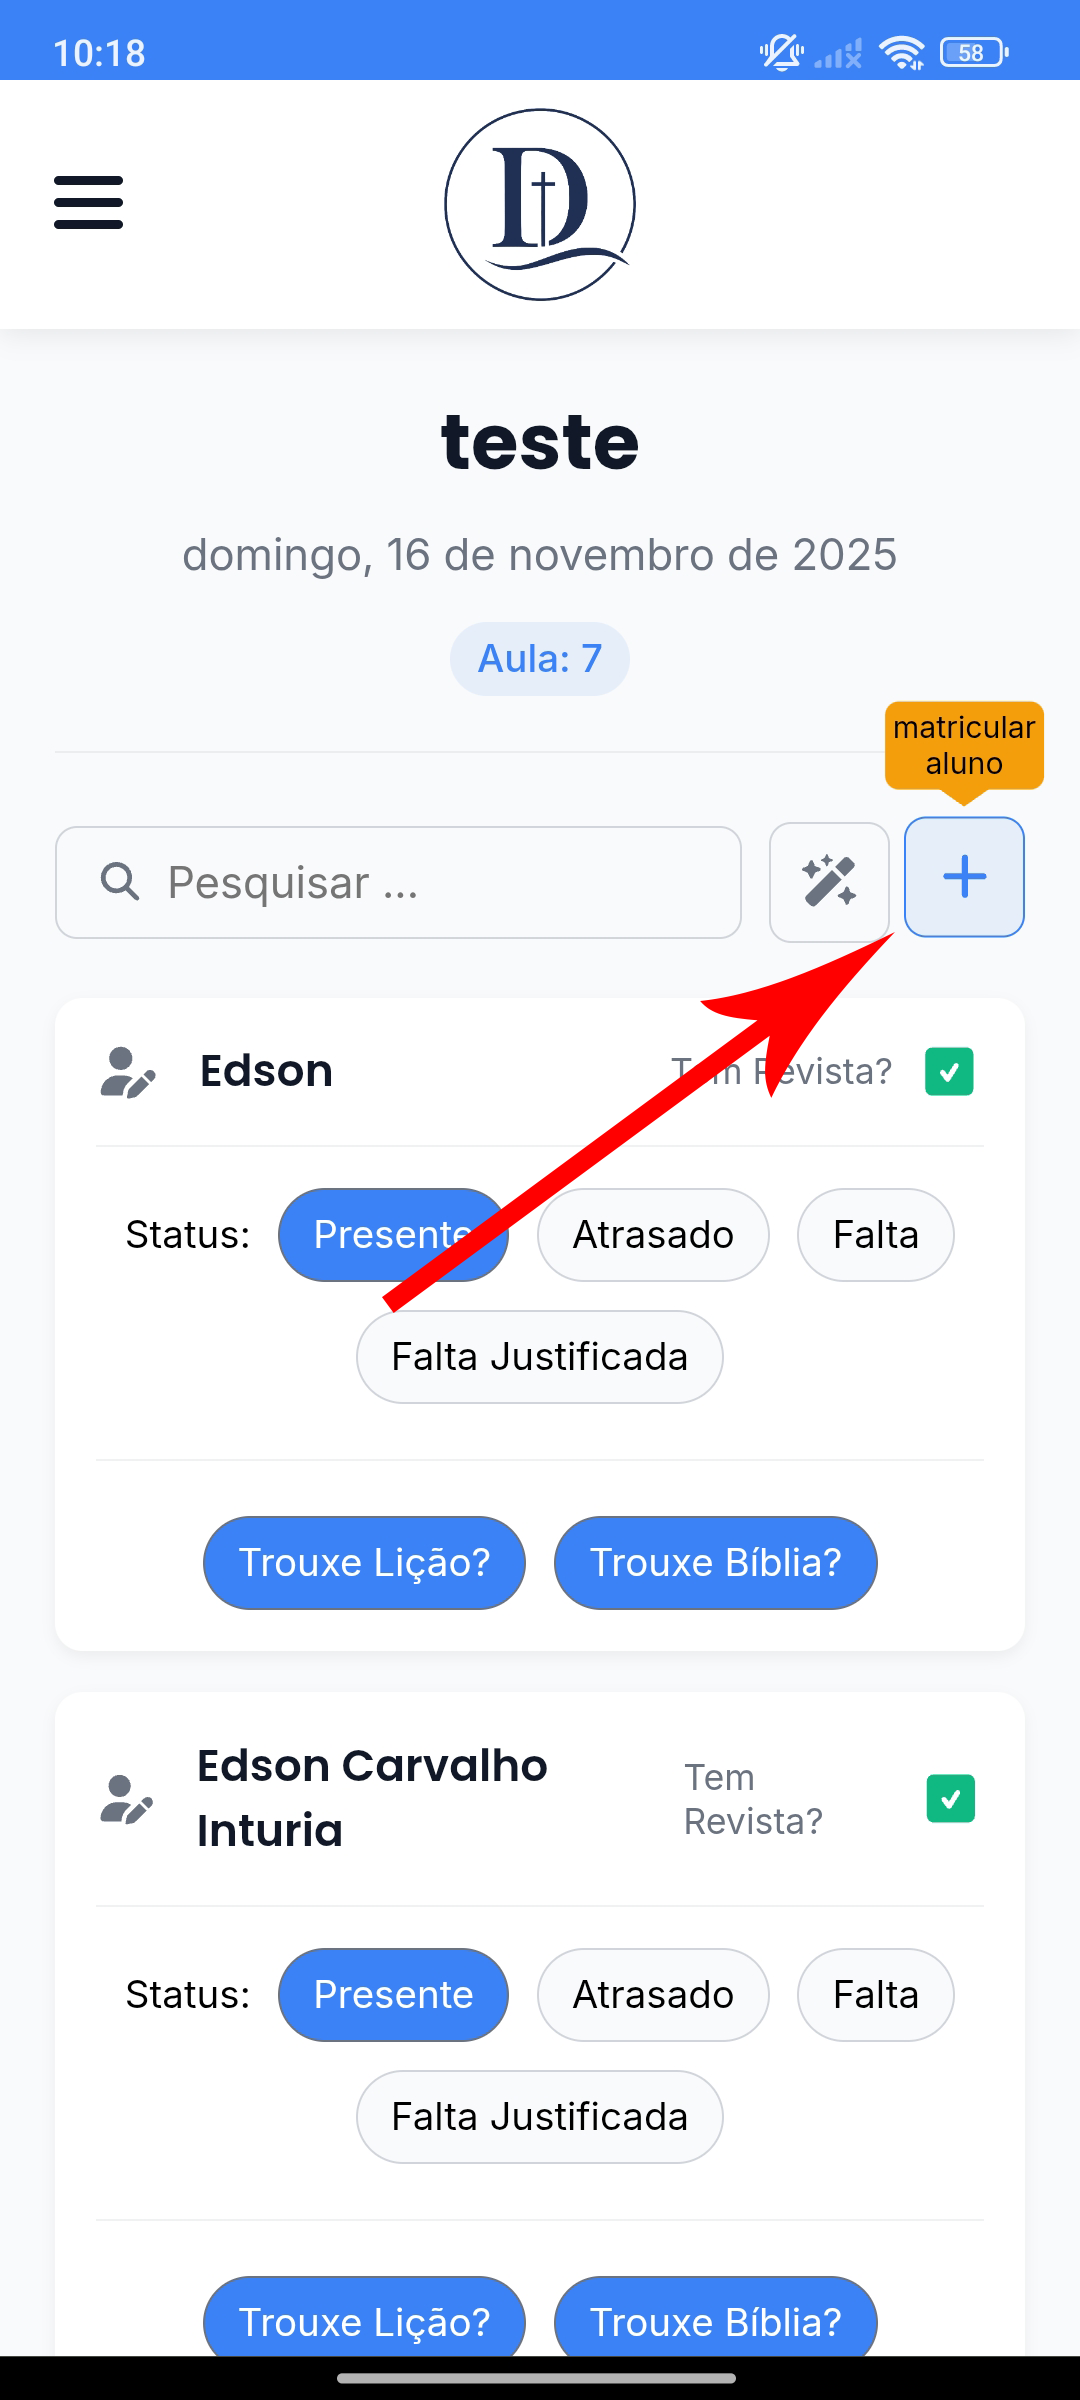 10:18
58
D
teste
domingo, 16 de novembro de 2025
Aula: 7
matricular
aluno
Pesquisar ...
Edson
Tem Revista?
Status: Presente Atrasado Falta
Falta Justificada
Trouxe Lição? Trouxe Bíblia?
Edson Carvalho
Inturia
Tem
Revista?
Status: Presente Atrasado Falta
Falta Justificada
Trouxe Lição? Trouxe Bíblia?